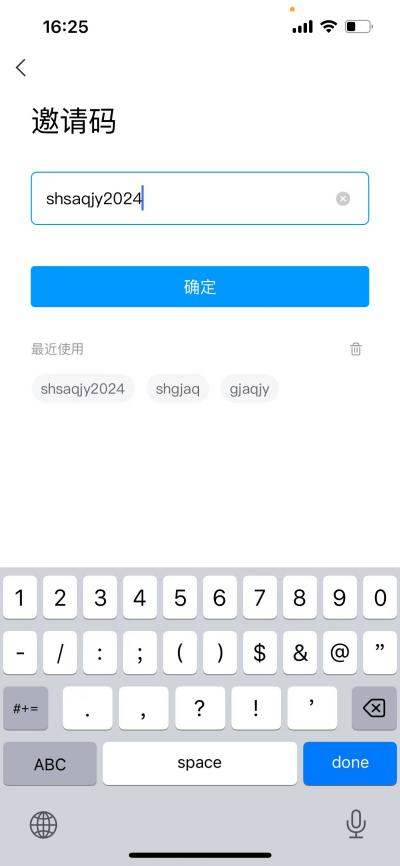 16:25
邀请码
shsaqjy2024
确定
最近使用
shsaqjy2024 shgjaq gjaqjy
1 2 3 4 5 6 7 8 9 0
- / : ; ( ) $ & @ ”
#+= . , ? ! ’
ABC space done